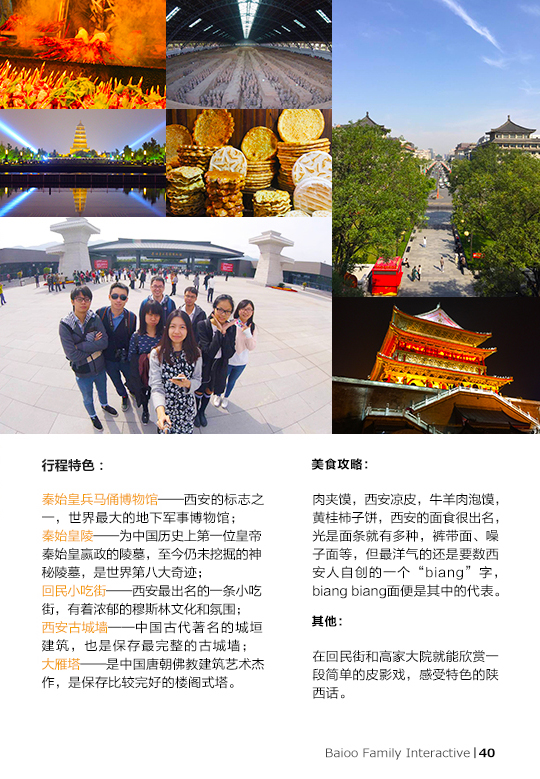 行程特色：
秦始皇兵马俑博物馆——西安的标志之
一，世界最大的地下军事博物馆；
秦始皇陵——为中国历史上第一位皇帝
秦始皇嬴政的陵墓，至今仍未挖掘的神
秘陵墓，是世界第八大奇迹；
回民小吃街——西安最出名的一条小吃
街，有着浓郁的穆斯林文化和氛围；
西安古城墙——中国古代著名的城垣
建筑，也是保存最完整的古城墙；
大雁塔——是中国唐朝佛教建筑艺术杰
作，是保存比较完好的楼阁式塔。
美食攻略：
肉夹馍，西安凉皮，牛羊肉泡馍，
黄桂柿子饼，西安的面食很出名，
光是面条就有多种，裤带面、噪
子面等，但最洋气的还是要数西
安人自创的一个“biang”字，
biang biang面便是其中的代表。
其他：
在回民街和高家大院就能欣赏一
段简单的皮影戏，感受特色的陕
西话。
Baioo Family Interactive | 40